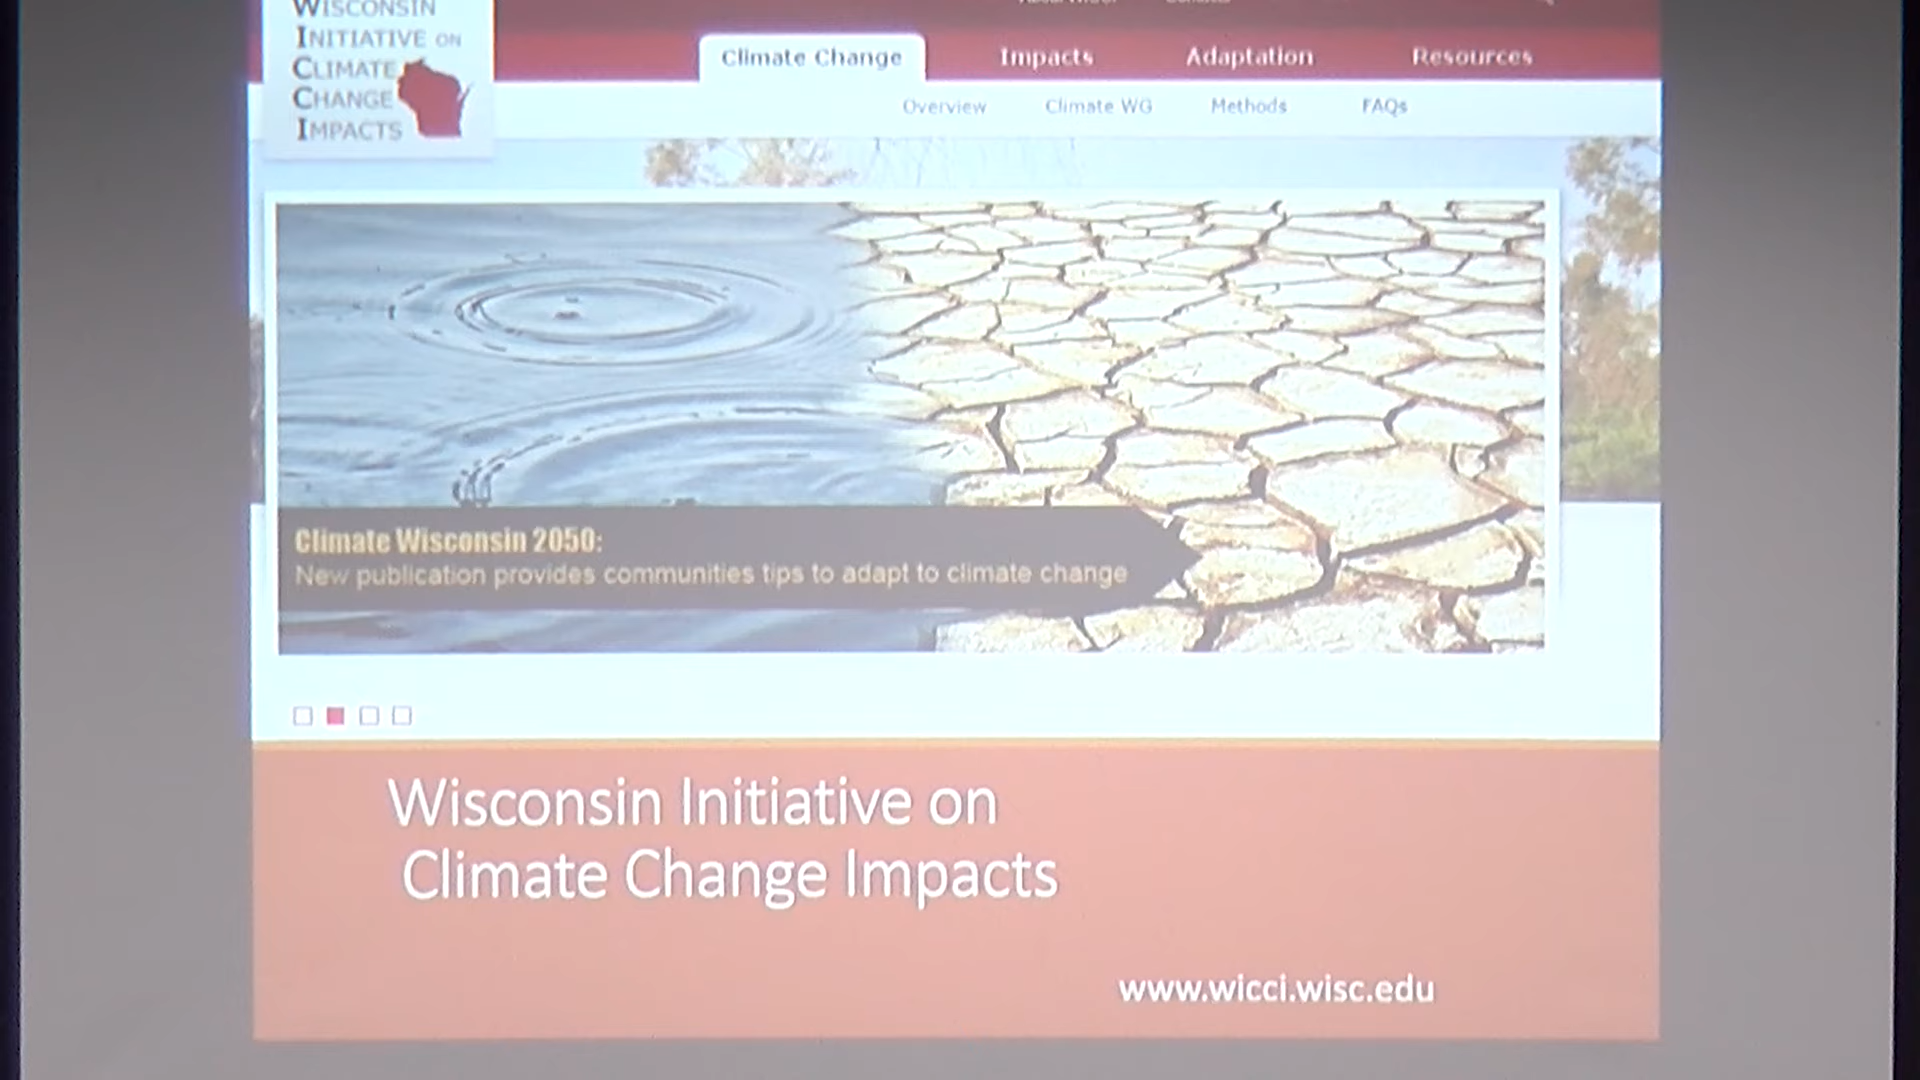 WISCONSIN
INITIATIVE ON
CLIMATE
CHANGE
IMPACTS
Climate Change
Impacts
Adaptation
Resources
Overview
Climate WG
Methods
FAQs
Climate Wisconsin 2050:
New publication provides communities tips to adapt to climate change
Wisconsin Initiative on
Climate Change Impacts
www.wicci.wisc.edu